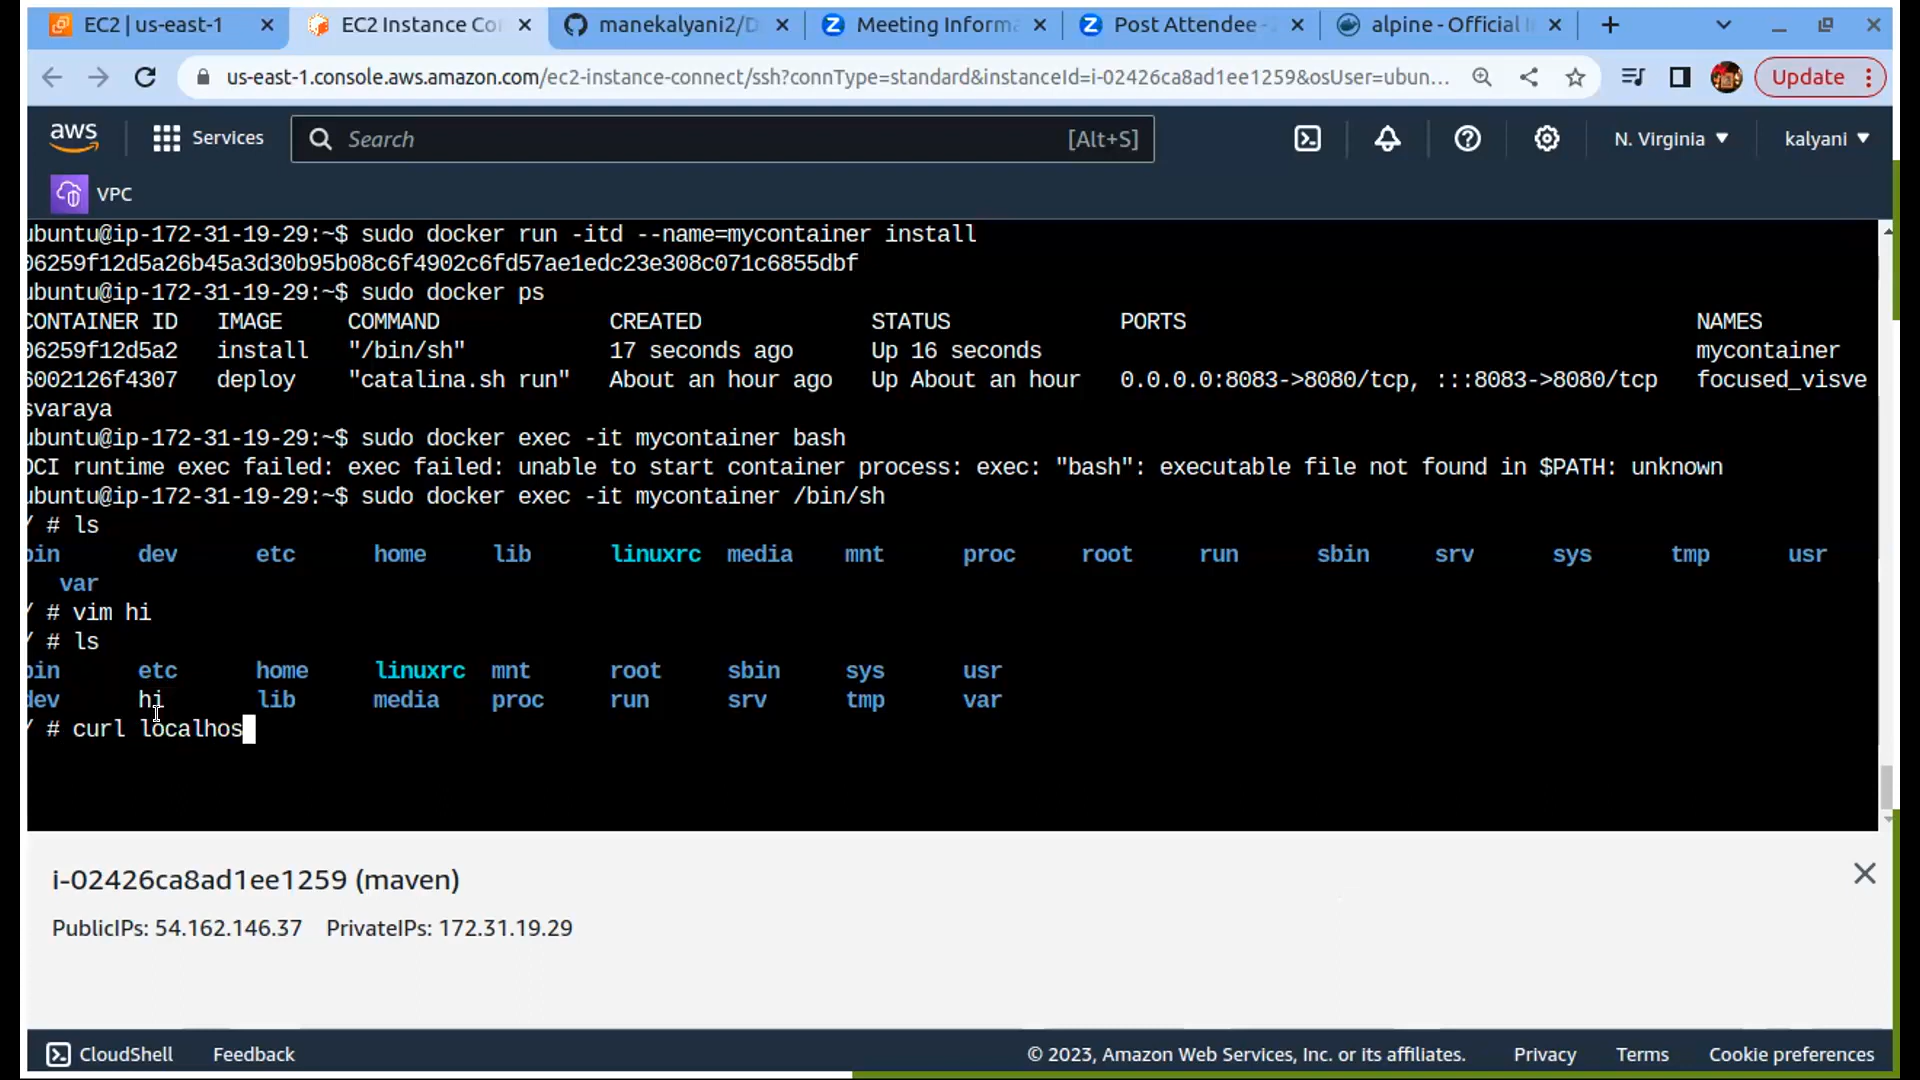 EC2 | us-east-1
EC2 Instance Co
manekalyani2/D
Meeting Inform
Post Attendee -
alpine - Official I
us-east-1.console.aws.amazon.com/ec2-instance-connect/ssh?connType=standard&instanceId=i-02426ca8ad1ee1259&osUser=ubun...
Update
aws
Services
Search
[Alt+S]
N. Virginia
kalyani
VPC
ubuntu@ip-172-31-19-29:~$ sudo docker run -itd --name=mycontainer install
06259f12d5a26b45a3d30b95b08c6f4902c6fd57ae1edc23e308c071c6855dbf
ubuntu@ip-172-31-19-29:~$ sudo docker ps
CONTAINER ID IMAGE COMMAND CREATED STATUS PORTS NAMES
06259f12d5a2 install "/bin/sh" 17 seconds ago Up 16 seconds mycontainer
6002126f4307 deploy "catalina.sh run" About an hour ago Up About an hour 0.0.0.0:8083->8080/tcp, :::8083->8080/tcp focused_visve
svaraya
ubuntu@ip-172-31-19-29:~$ sudo docker exec -it mycontainer bash
OCI runtime exec failed: exec failed: unable to start container process: exec: "bash": executable file not found in $PATH: unknown
ubuntu@ip-172-31-19-29:~$ sudo docker exec -it mycontainer /bin/sh
/ # ls
bin dev etc home lib linuxrc media mnt proc root run sbin srv sys tmp usr
var
/ # vim hi
/ # ls
bin etc home linuxrc mnt root sbin sys usr
dev hi lib media proc run srv tmp var
/ # curl localhos
i-02426ca8ad1ee1259 (maven)
PublicIPs: 54.162.146.37 PrivateIPs: 172.31.19.29
CloudShell
Feedback
© 2023, Amazon Web Services, Inc. or its affiliates.
Privacy
Terms
Cookie preferences